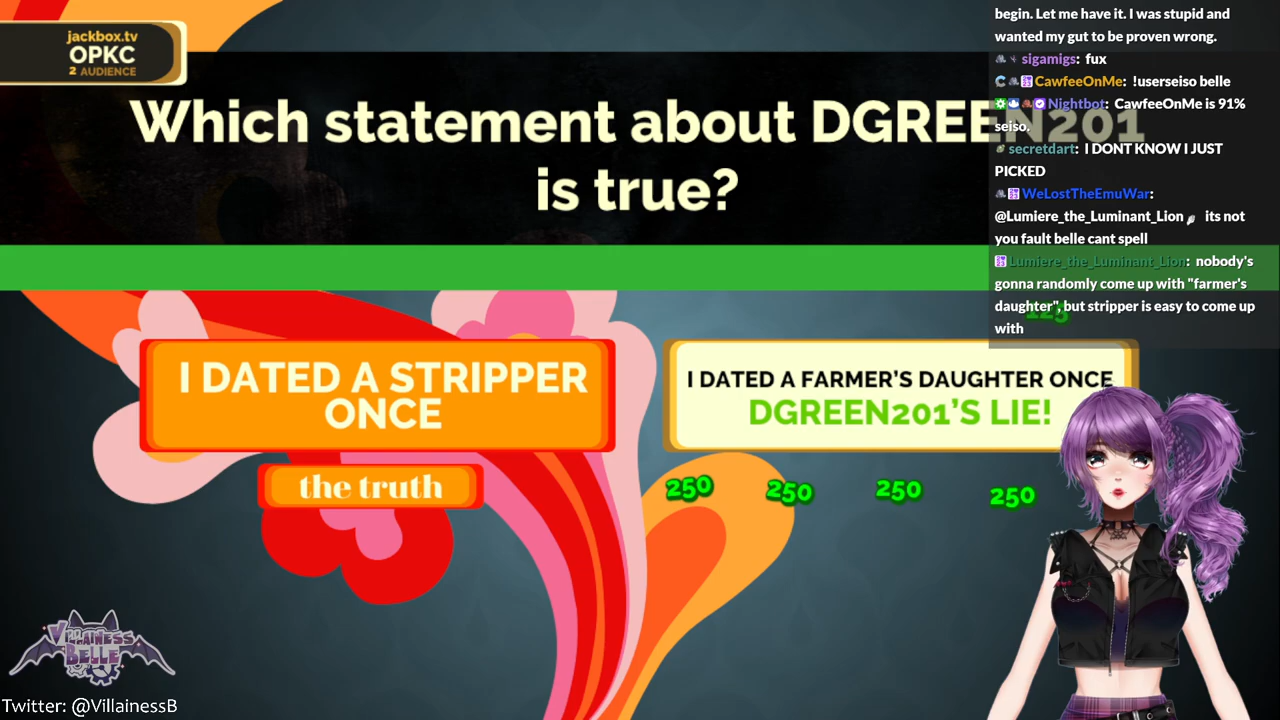 jackbox.tv
OPKC
2 AUDIENCE
Which statement about DGREEN201
is true?
begin. Let me have it. I was stupid and
wanted my gut to be proven wrong.
sigamigs: fux
CawfeeOnMe: !userseiso belle
Nightbot: CawfeeOnMe is 91%
seiso.
secretdart: I DONT KNOW I JUST
PICKED
WeLostTheEmuWar:
@Lumiere_the_Luminant_Lion its not
you fault belle cant spell
Lumiere_the_Luminant_Lion: nobody's
gonna randomly come up with "farmer's
daughter", but stripper is easy to come up
with
125
I DATED A STRIPPER
ONCE
the truth
I DATED A FARMER'S DAUGHTER ONCE
DGREEN201'S LIE!
250 250 250 250
VILLAINESS
BELLE
Twitter: @VillainessB